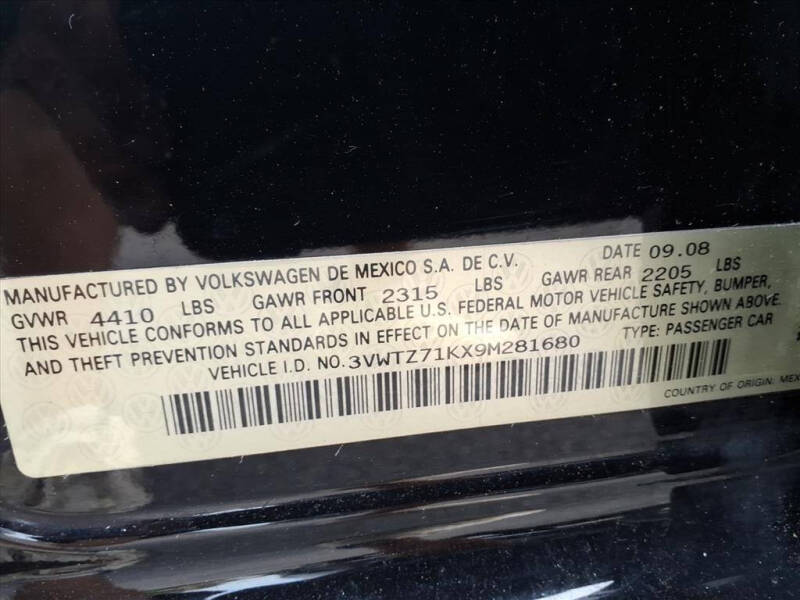 MANUFACTURED BY VOLKSWAGEN DE MEXICO S.A. DE C.V. DATE 09.08
GVWR 4410 LBS GAWR FRONT 2315 LBS GAWR REAR 2205 LBS
THIS VEHICLE CONFORMS TO ALL APPLICABLE U.S. FEDERAL MOTOR VEHICLE SAFETY, BUMPER,
AND THEFT PREVENTION STANDARDS IN EFFECT ON THE DATE OF MANUFACTURE SHOWN ABOVE.
VEHICLE I.D. NO. 3VWTZ71KX9M281680 TYPE: PASSENGER CAR
COUNTRY OF ORIGIN: MEX